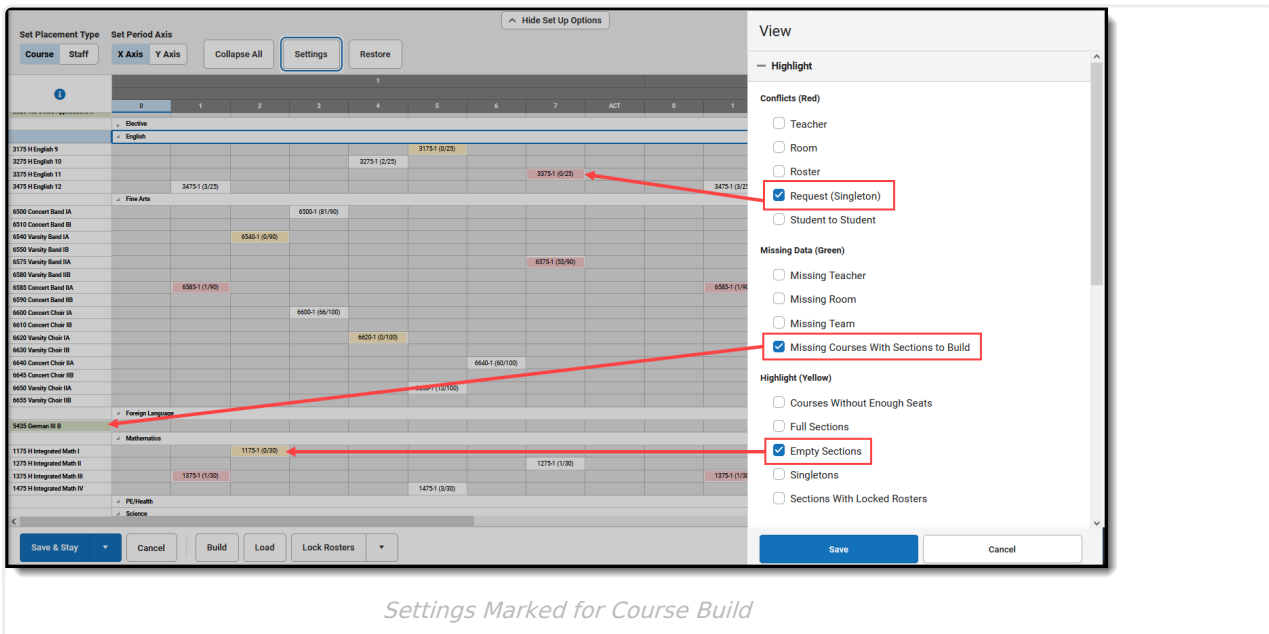 Hide Set Up Options
Set Placement Type Set Period Axis
Course Staff X Axis Y Axis Collapse All Settings Restore
1
0 1 2 3 4 5 6 7 ACT 0 1
Elective
English
3175 H English 9 3175-1 (0/25)
3275 H English 10 3275-1 (2/25)
3375 H English 11 3375-1 (0/25)
3475 H English 12 3475-1 (3/25) 3475-1 (3/25
Fine Arts
6500 Concert Band IA 6500-1 (81/90)
6510 Concert Band IB
6540 Varsity Band IA 6540-1 (0/90)
6550 Varsity Band IB
6575 Varsity Band IIA 6575-1 (53/90)
6580 Varsity Band IIB
6585 Concert Band IIA 6585-1 (1/90) 6585-1 (1/90
6590 Concert Band IIB
6600 Concert Choir IA 6600-1 (66/100)
6610 Concert Choir IB
6620 Varsity Choir IA 6620-1 (0/100)
6630 Varsity Choir IB
6640 Concert Choir IIA 6640-1 (60/100)
6645 Concert Choir IIB
6650 Varsity Choir IIA 6650-1 (13/100)
6655 Varsity Choir IIB
Foreign Language
5435 German III B
Mathematics
1175 H Integrated Math I 1175-1 (0/30)
1275 H Integrated Math II 1275-1 (1/30)
1375 H Integrated Math III 1375-1 (1/30) 1375-1 (1/30
1475 H Integrated Math IV 1475-1 (3/30)
PE/Health
Science
Save & Stay Cancel Build Load Lock Rosters
View
Highlight
Conflicts (Red)
Teacher
Room
Roster
Request (Singleton)
Student to Student
Missing Data (Green)
Missing Teacher
Missing Room
Missing Team
Missing Courses With Sections to Build
Highlight (Yellow)
Courses Without Enough Seats
Full Sections
Empty Sections
Singletons
Sections With Locked Rosters
Save Cancel
Settings Marked for Course Build